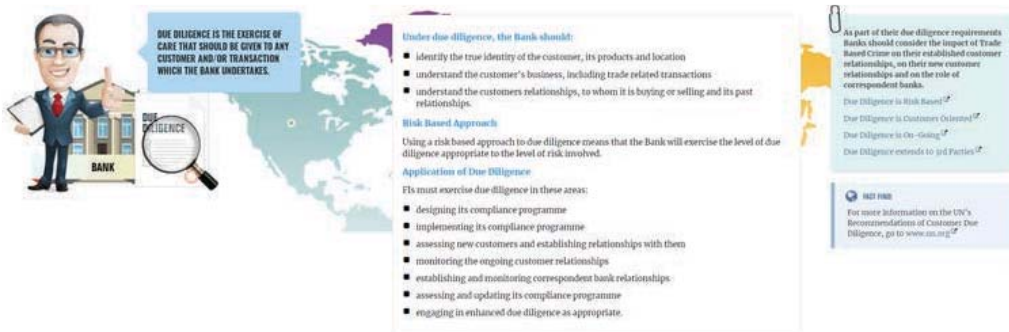 DUE DILIGENCE IS THE EXERCISE OF
CARE THAT SHOULD BE GIVEN TO ANY
CUSTOMER AND/OR TRANSACTION
WHICH THE BANK UNDERTAKES.
DUE
DILIGENCE
BANK
Under due diligence, the Bank should:
identify the true identity of the customer, its products and location
understand the customer's business, including trade related transactions
understand the customers relationships, to whom it is buying or selling and its past
relationships.
Risk Based Approach
Using a risk based approach to due diligence means that the Bank will exercise the level of due
diligence appropriate to the level of risk involved.
Application of Due Diligence
FIs must exercise due diligence in these areas:
designing its compliance programme
implementing its compliance programme
assessing new customers and establishing relationships with them
monitoring the ongoing customer relationships
establishing and monitoring correspondent bank relationships
assessing and updating its compliance programme
engaging in enhanced due diligence as appropriate.
As part of their due diligence requirements
Banks should consider the impact of Trade
Based Crime on their established customer
relationships, on their new customer
relationships and on the role of
correspondent banks.
Due Diligence is Risk Based
Due Diligence is Customer Oriented
Due Diligence is On-Going
Due Diligence extends to 3rd Parties
FACT FIND
For more information on the UN's
Recommendations of Customer Due
Diligence, go to www.un.org